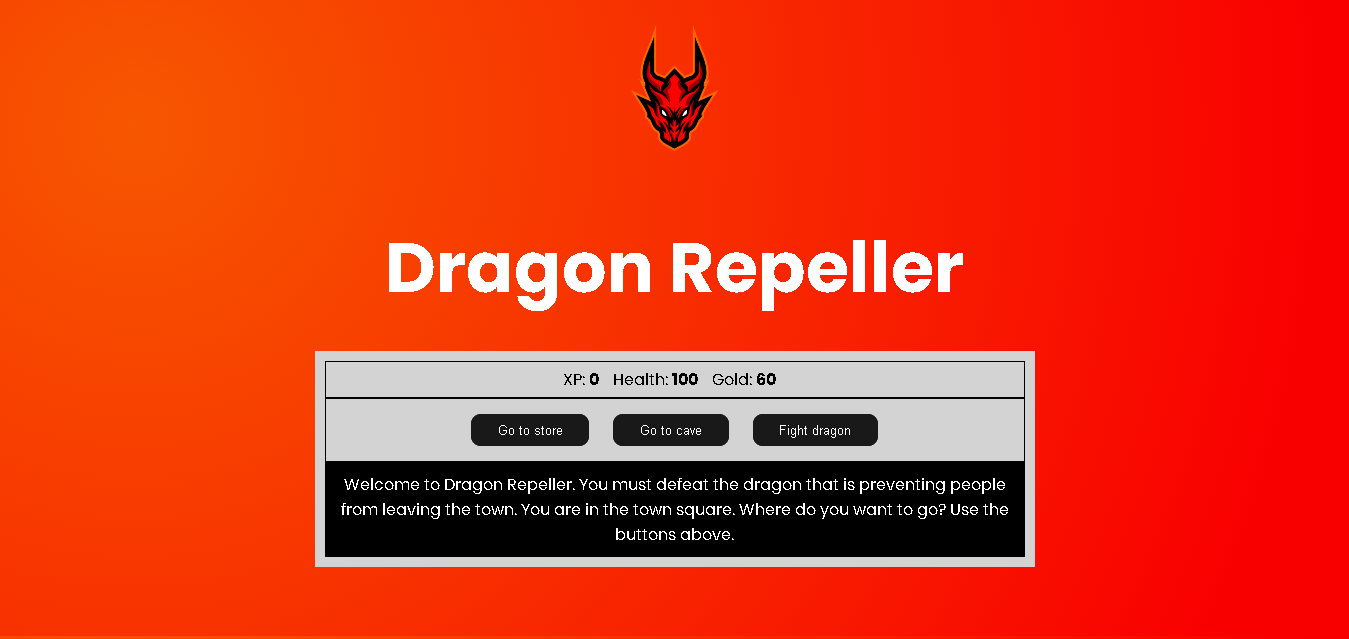 Dragon Repeller
XP: 0 Health: 100 Gold: 60
Go to store Go to cave Fight dragon
Welcome to Dragon Repeller. You must defeat the dragon that is preventing people
from leaving the town. You are in the town square. Where do you want to go? Use the
buttons above.